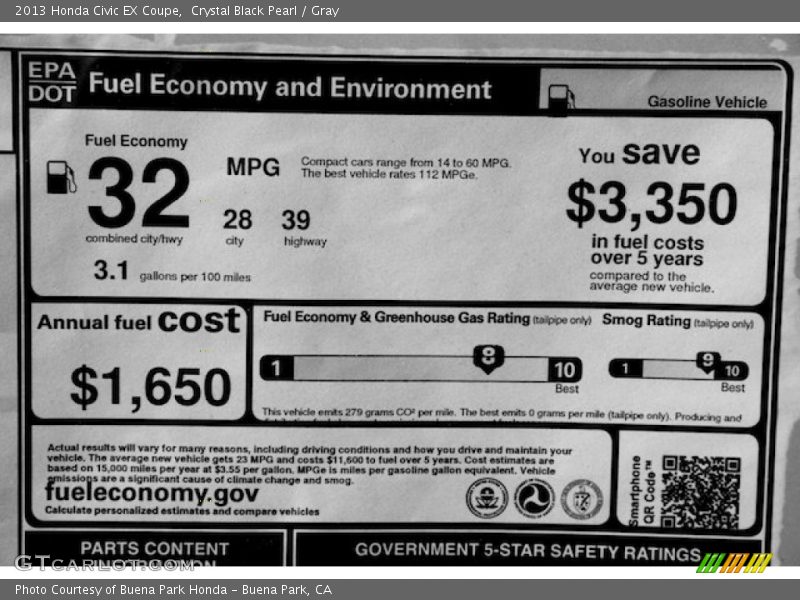 2013 Honda Civic EX Coupe, Crystal Black Pearl / Gray
EPA
DOT
Fuel Economy and Environment
Gasoline Vehicle
Fuel Economy
32
MPG
combined city/hwy
28
city
39
highway
3.1 gallons per 100 miles
Compact cars range from 14 to 60 MPG.
The best vehicle rates 112 MPGe.
You save
$3,350
in fuel costs
over 5 years
compared to the
average new vehicle.
Annual fuel cost
$1,650
Fuel Economy & Greenhouse Gas Rating (tailpipe only)
1
8
10
Best
Smog Rating (tailpipe only)
1
9
10
Best
This vehicle emits 279 grams CO² per mile. The best emits 0 grams per mile (tailpipe only). Producing and
Actual results will vary for many reasons, including driving conditions and how you drive and maintain your
vehicle. The average new vehicle gets 23 MPG and costs $11,600 to fuel over 5 years. Cost estimates are
based on 15,000 miles per year at $3.55 per gallon. MPGe is miles per gasoline gallon equivalent. Vehicle
emissions are a significant cause of climate change and smog.
fueleconomy.gov
Calculate personalized estimates and compare vehicles
Smartphone
QR Code™
PARTS CONTENT
GOVERNMENT 5-STAR SAFETY RATINGS
GTCARLOT.COM
Photo Courtesy of Buena Park Honda - Buena Park, CA